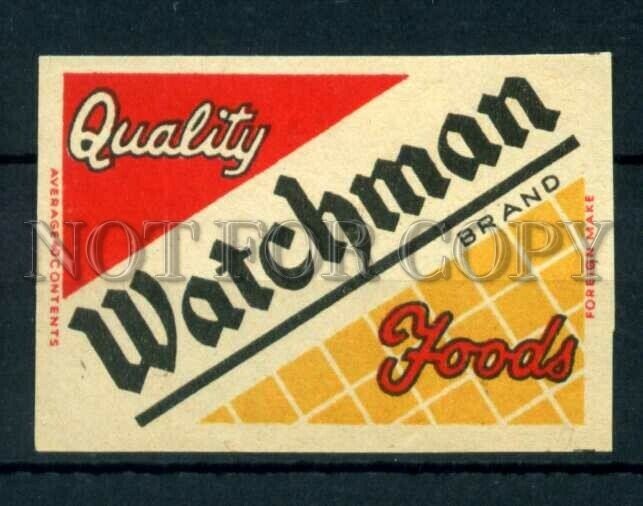 Quality
Watchman
BRAND
Foods
AVERAGE CONTENTS
FOREIGN MAKE
NOT FOR COPY